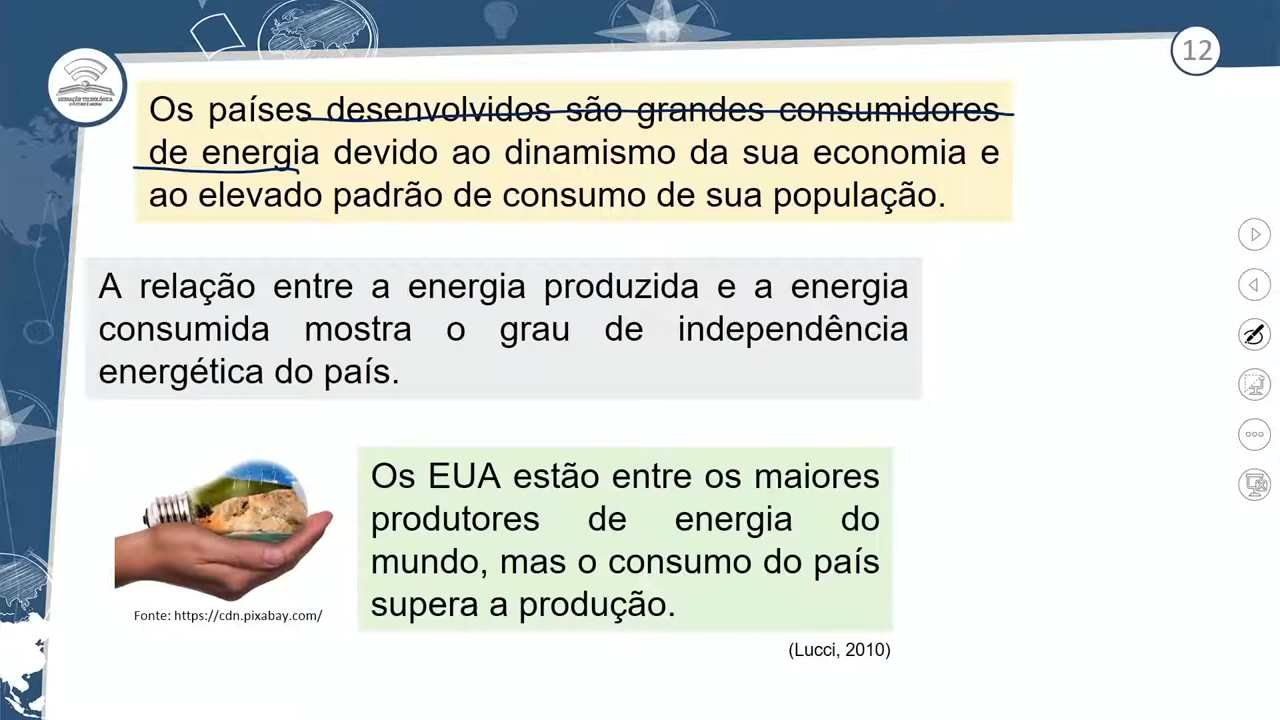 12
Os países desenvolvidos são grandes consumidores
de energia devido ao dinamismo da sua economia e
ao elevado padrão de consumo de sua população.
A relação entre a energia produzida e a energia
consumida mostra o grau de independência
energética do país.
Os EUA estão entre os maiores
produtores de energia do
mundo, mas o consumo do país
supera a produção.
Fonte: https://cdn.pixabay.com/
(Lucci, 2010)